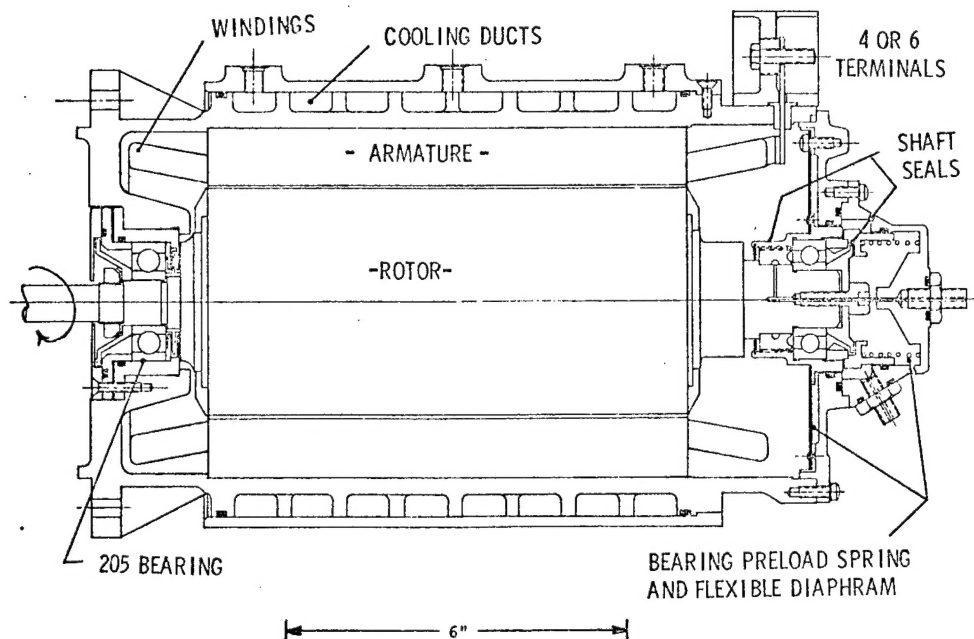 WINDINGS
COOLING DUCTS
4 OR 6
TERMINALS
SHAFT
SEALS
- ARMATURE -
-ROTOR-
205 BEARING
BEARING PRELOAD SPRING
AND FLEXIBLE DIAPHRAM
6"